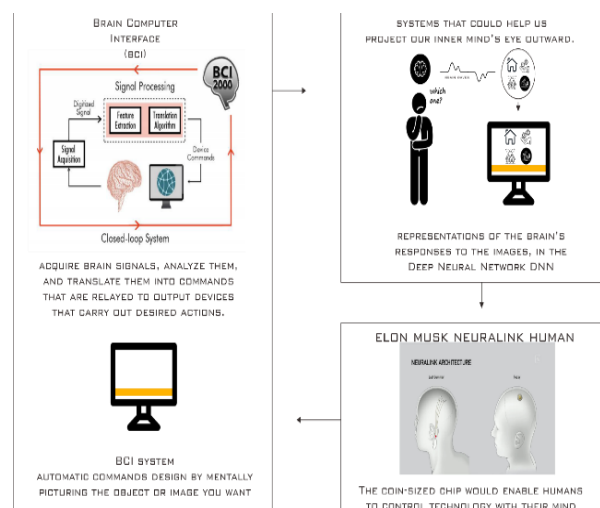 BRAIN COMPUTER
INTERFACE
(BCI)
BCI
2000
Signal Processing
Digitized
Signal
Feature
Extraction
Translation
Algorithm
Signal
Acquisition
Device
Commands
Closed-loop System
ACQUIRE BRAIN SIGNALS, ANALYZE THEM,
AND TRANSLATE THEM INTO COMMANDS
THAT ARE RELAYED TO OUTPUT DEVICES
THAT CARRY OUT DESIRED ACTIONS.
BCI SYSTEM
AUTOMATIC COMMANDS DESIGN BY MENTALLY
PICTURING THE OBJECT OR IMAGE YOU WANT
SYSTEMS THAT COULD HELP US
PROJECT OUR INNER MIND'S EYE OUTWARD.
BRAIN WAVES
which
one?
REPRESENTATIONS OF THE BRAIN'S
RESPONSES TO THE IMAGES, IN THE
DEEP NEURAL NETWORK DNN
ELON MUSK NEURALINK HUMAN
NEURALINK ARCHITECTURE
THE COIN-SIZED CHIP WOULD ENABLE HUMANS
TO CONTROL TECHNOLOGY WITH THEIR MIND